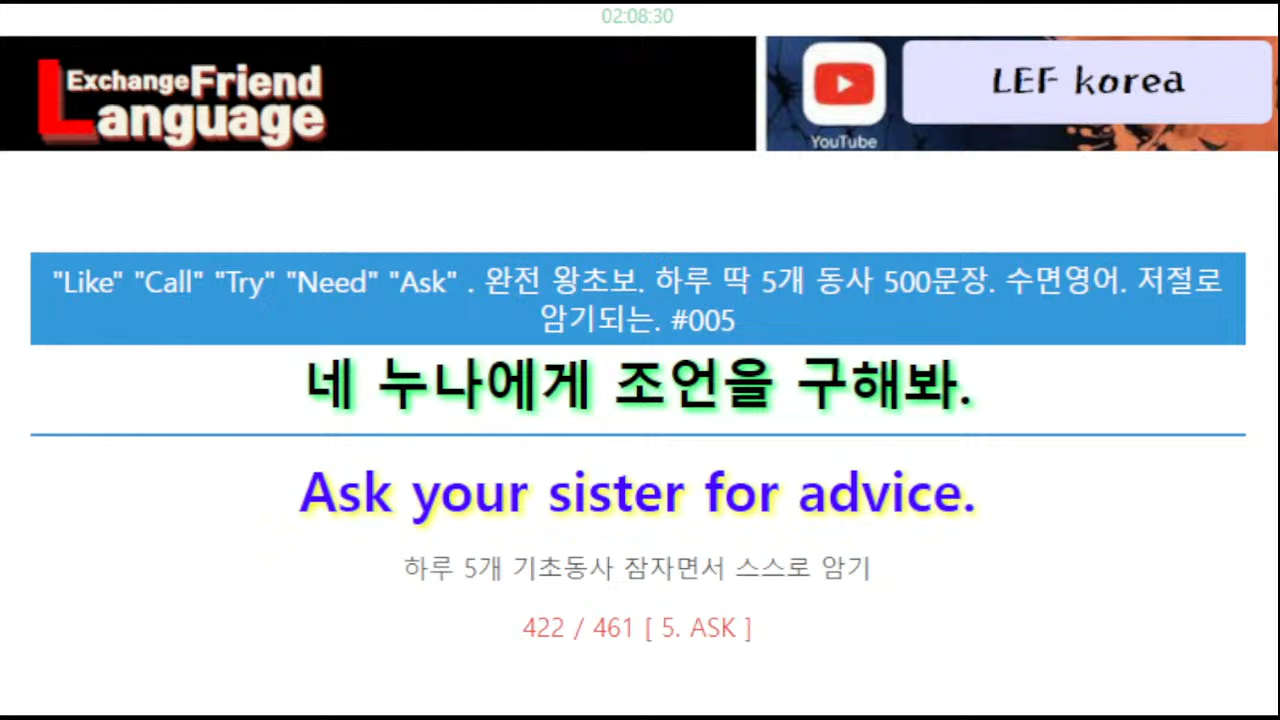 02:08:30
ExchangeFriend
Language
LEF korea
YouTube
"Like" "Call" "Try" "Need" "Ask" . 완전 왕초보. 하루 딱 5개 동사 500문장. 수면영어. 저절로
암기되는. #005
네 누나에게 조언을 구해봐.
Ask your sister for advice.
하루 5개 기초동사 잠자면서 스스로 암기
422 / 461 [ 5. ASK ]